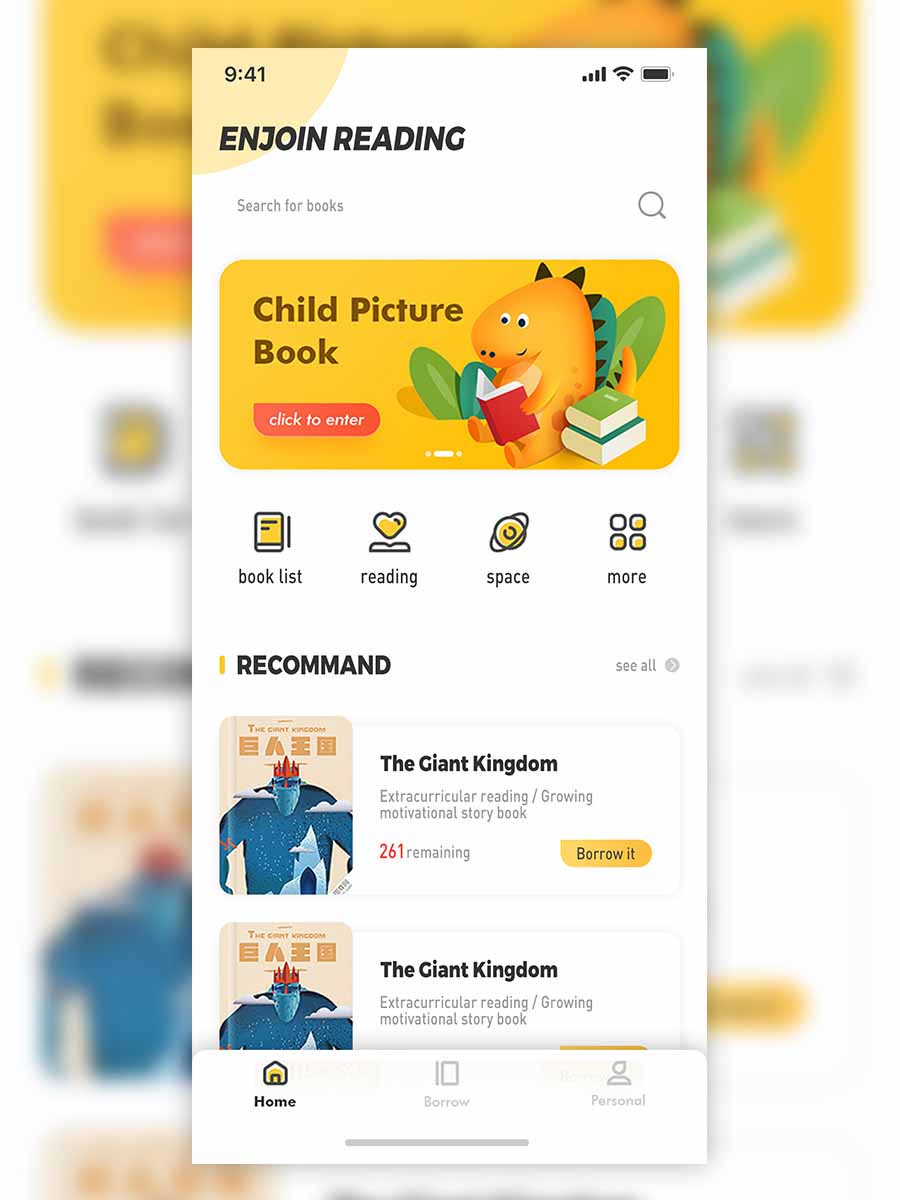 9:41
ENJOIN READING
Search for books
Child Picture
Book
click to enter
book list
reading
space
more
RECOMMAND
see all
THE GIANT KINGDOM
巨人王国
The Giant Kingdom
Extracurricular reading / Growing
motivational story book
261 remaining
Borrow it
THE GIANT KINGDOM
巨人王国
The Giant Kingdom
Extracurricular reading / Growing
motivational story book
Home
Borrow
Personal